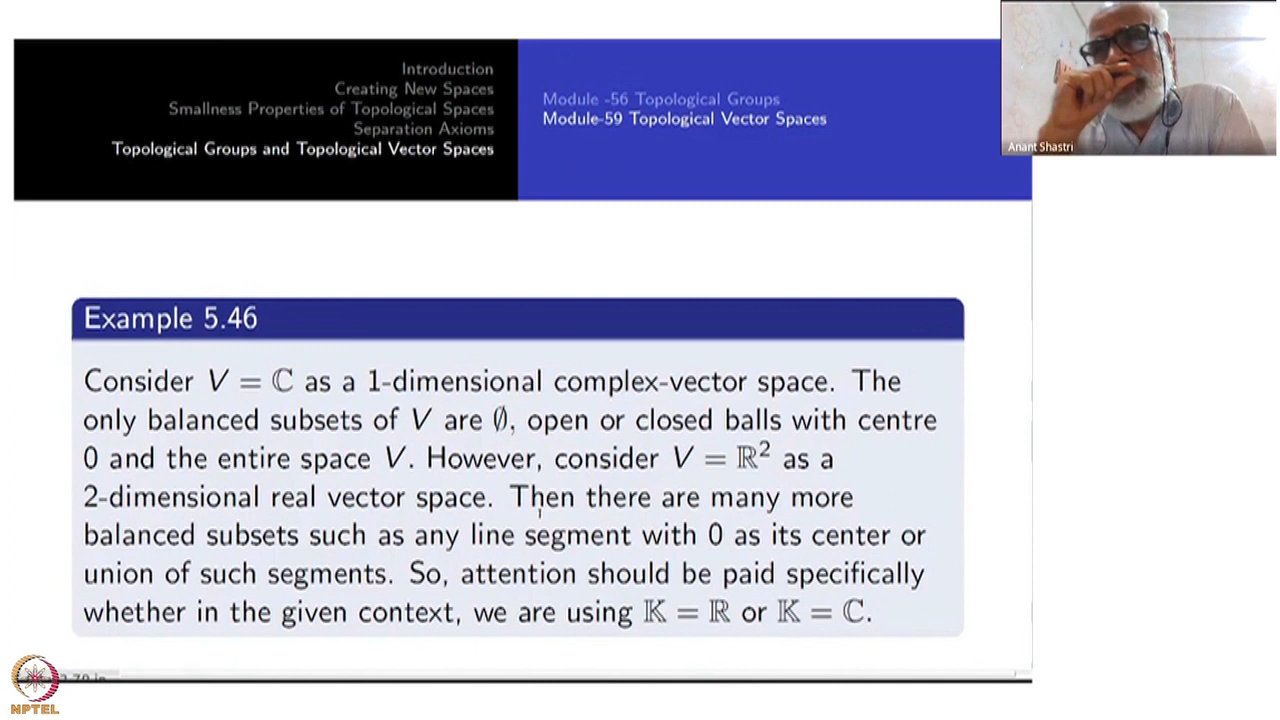 Introduction
Creating New Spaces
Smallness Properties of Topological Spaces
Separation Axioms
Topological Groups and Topological Vector Spaces
Module -56 Topological Groups
Module-59 Topological Vector Spaces
Anant Shastri
Example 5.46
Consider V = ℂ as a 1-dimensional complex-vector space. The
only balanced subsets of V are ∅, open or closed balls with centre
0 and the entire space V. However, consider V = ℝ² as a
2-dimensional real vector space. Then there are many more
balanced subsets such as any line segment with 0 as its center or
union of such segments. So, attention should be paid specifically
whether in the given context, we are using 𝕂 = ℝ or 𝕂 = ℂ.
NPTEL